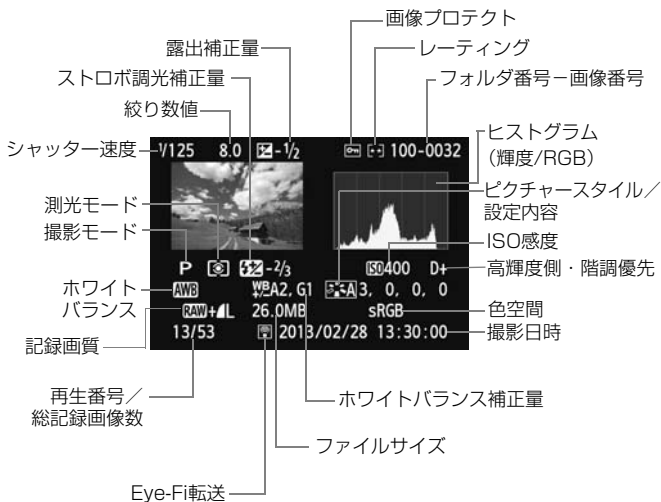 画像プロテクト
露出補正量
レーティング
ストロボ調光補正量
フォルダ番号－画像番号
絞り数値
シャッター速度
1/125 8.0 -1/2 100-0032
ヒストグラム
（輝度/RGB）
ピクチャースタイル／
設定内容
測光モード
撮影モード
ISO感度
P -2/3 ISO400 D+
高輝度側・階調優先
ホワイト
バランス
AWB WB+/-A2, G1 A3, 0, 0, 0
RAW+L 26.0MB sRGB
色空間
13/53 2013/02/28 13:30:00
撮影日時
記録画質
再生番号／
総記録画像数
ホワイトバランス補正量
ファイルサイズ
Eye-Fi転送